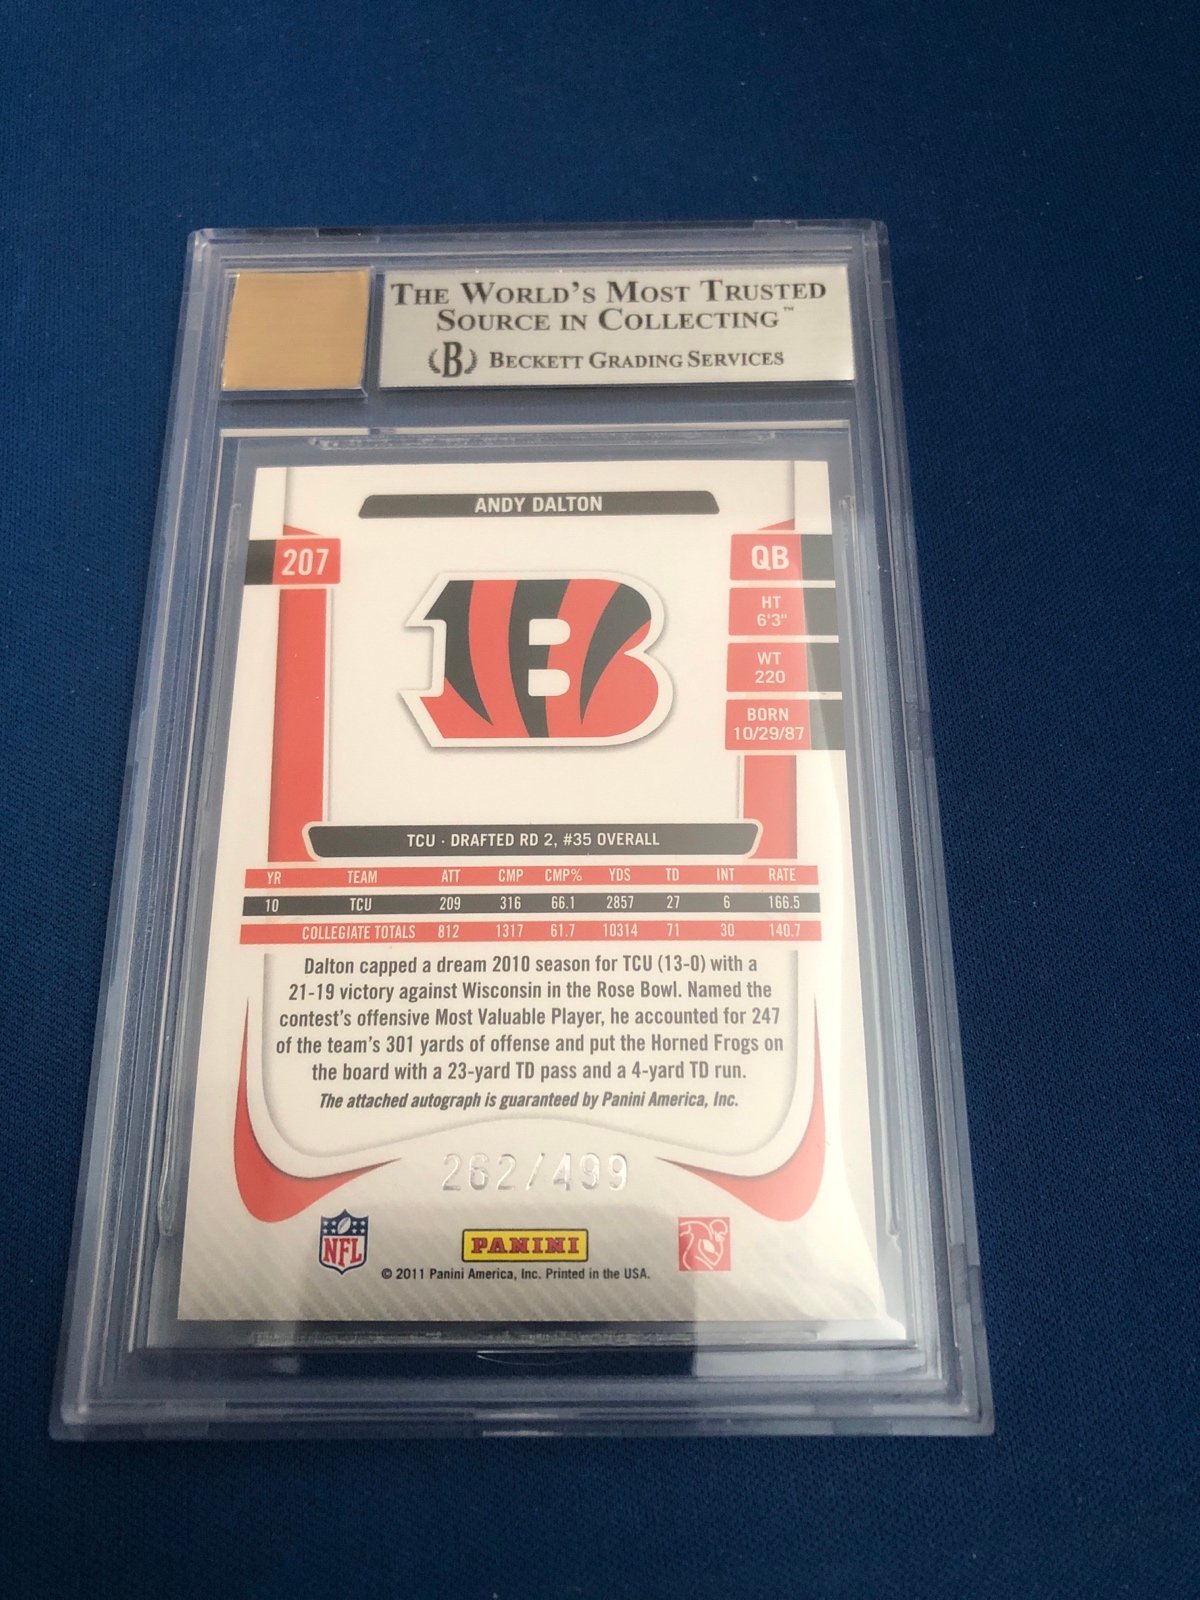 THE WORLD'S MOST TRUSTED
SOURCE IN COLLECTING™
(B) BECKETT GRADING SERVICES
ANDY DALTON
207
QB
HT
6'3"
WT
220
BORN
10/29/87
TCU · DRAFTED RD 2, #35 OVERALL
YR TEAM ATT CMP CMP% YDS TD INT RATE
10 TCU 209 316 66.1 2857 27 6 166.5
COLLEGIATE TOTALS 812 1317 61.7 10314 71 30 140.7
Dalton capped a dream 2010 season for TCU (13-0) with a
21-19 victory against Wisconsin in the Rose Bowl. Named the
contest's offensive Most Valuable Player, he accounted for 247
of the team's 301 yards of offense and put the Horned Frogs on
the board with a 23-yard TD pass and a 4-yard TD run.
The attached autograph is guaranteed by Panini America, Inc.
262/499
NFL
PANINI
© 2011 Panini America, Inc. Printed in the USA.